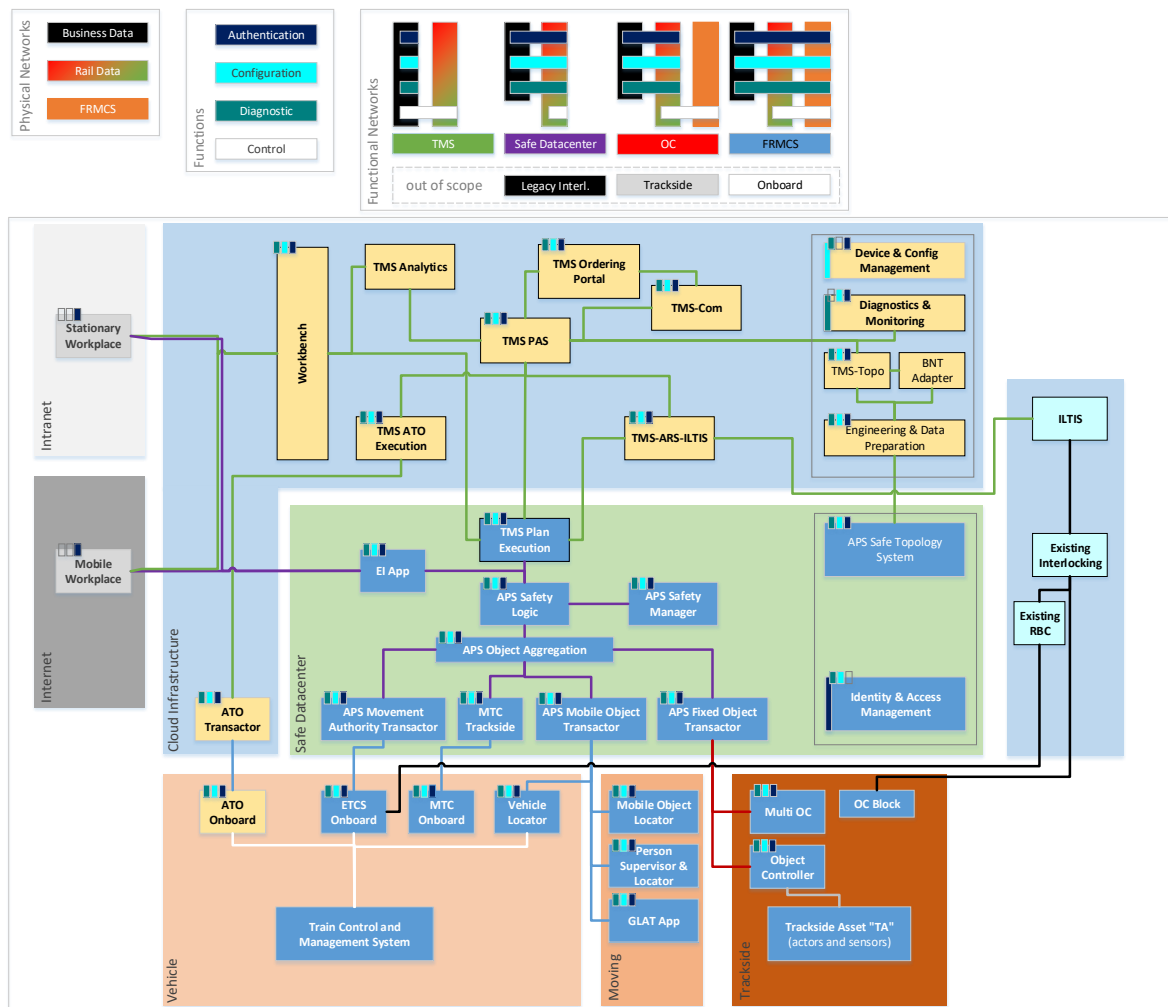 Physical Networks
Business Data
Rail Data
FRMCS
Functions
Authentication
Configuration
Diagnostic
Control
Functional Networks
TMS
Safe Datacenter
OC
FRMCS
out of scope
Legacy Interl.
Trackside
Onboard
Intranet
Stationary
Workplace
Internet
Mobile
Workplace
Cloud Infrastructure
Workbench
TMS Analytics
TMS Ordering
Portal
TMS-Com
TMS PAS
TMS ATO
Execution
TMS-ARS-ILTIS
Device & Config
Management
Diagnostics &
Monitoring
TMS-Topo
BNT
Adapter
Engineering & Data
Preparation
ILTIS
Existing
Interlocking
Existing
RBC
ATO
Transactor
Safe Datacenter
TMS Plan
Execution
EI App
APS Safety
Logic
APS Safety
Manager
APS Object Aggregation
APS Movement
Authority Transactor
MTC
Trackside
APS Mobile Object
Transactor
APS Fixed Object
Transactor
APS Safe Topology
System
Identity & Access
Management
Vehicle
ATO
Onboard
ETCS
Onboard
MTC
Onboard
Vehicle
Locator
Train Control and
Management System
Moving
Mobile Object
Locator
Person
Supervisor &
Locator
GLAT App
Trackside
Multi OC
OC Block
Object
Controller
Trackside Asset "TA"
(actors and sensors)